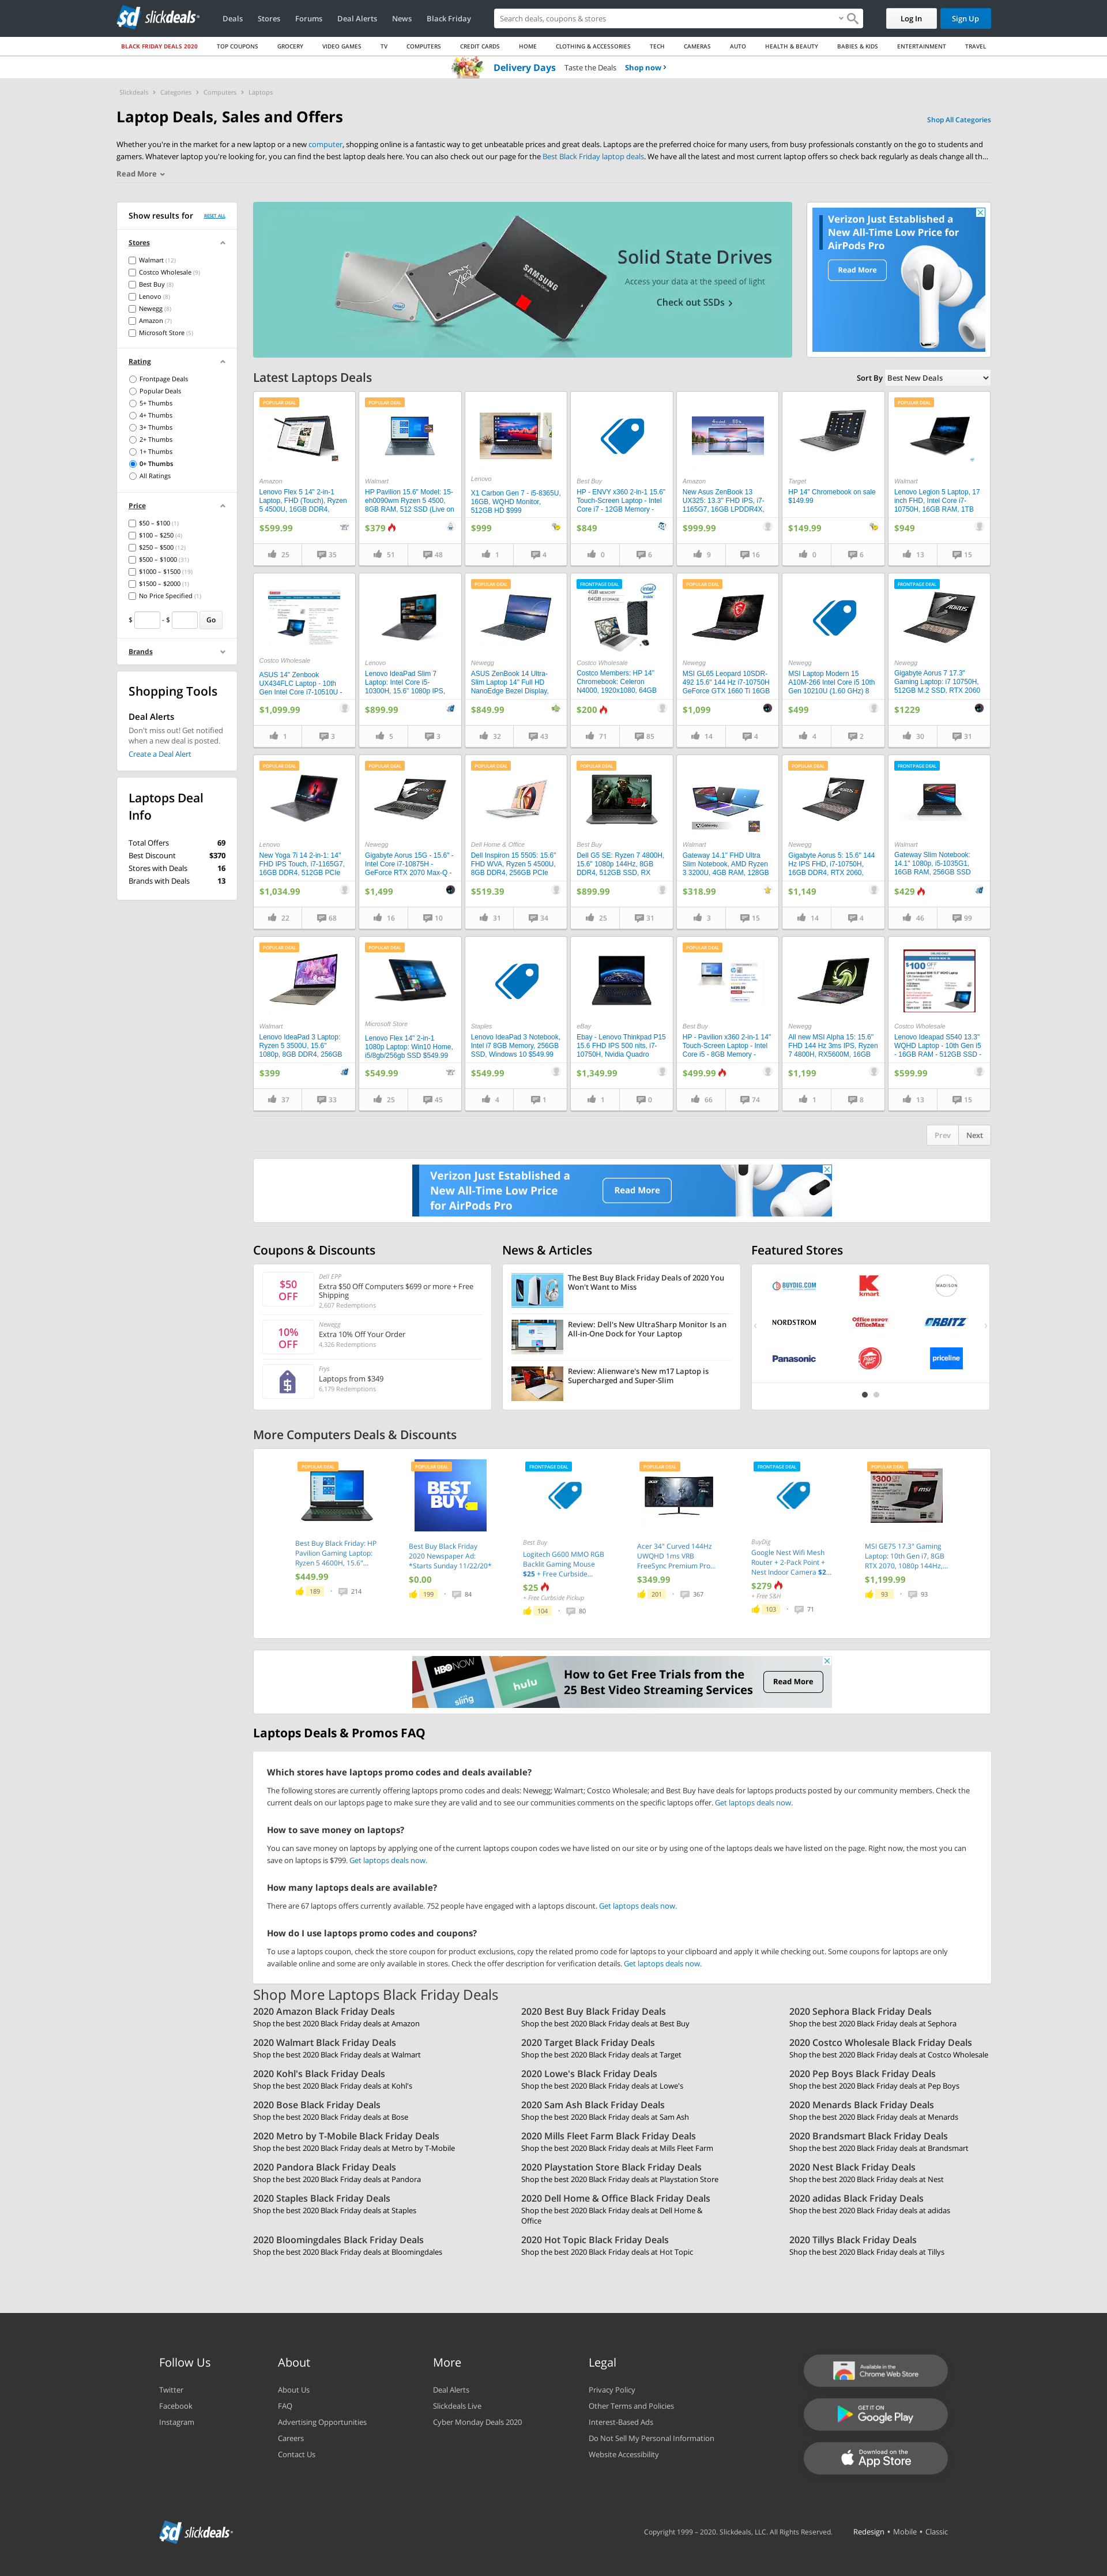 slickdeals
Deals
Stores
Forums
Deal Alerts
News
Black Friday
Search deals, coupons & stores
Log In
Sign Up
BLACK FRIDAY DEALS 2020
TOP COUPONS
GROCERY
VIDEO GAMES
TV
COMPUTERS
CREDIT CARDS
HOME
CLOTHING & ACCESSORIES
TECH
CAMERAS
AUTO
HEALTH & BEAUTY
BABIES & KIDS
ENTERTAINMENT
TRAVEL
Delivery Days Taste the Deals Shop now
Slickdeals > Categories > Computers > Laptops
Laptop Deals, Sales and Offers
Shop All Categories
Whether you're in the market for a new laptop or a new computer, shopping online is a fantastic way to get unbeatable prices and great deals. Laptops are the preferred choice for many users, from busy professionals constantly on the go to students and
gamers. Whatever laptop you're looking for, you can find the best laptop deals here. You can also check out our page for the Best Black Friday laptop deals. We have all the latest and most current laptop offers so check back regularly as deals change all th...
Read More
Show results for RESET ALL
Stores
Walmart (12)
Costco Wholesale (9)
Best Buy (8)
Lenovo (8)
Newegg (8)
Amazon (7)
Microsoft Store (5)
Rating
Frontpage Deals
Popular Deals
5+ Thumbs
4+ Thumbs
3+ Thumbs
2+ Thumbs
1+ Thumbs
0+ Thumbs
All Ratings
Price
$50 – $100 (1)
$100 – $250 (4)
$250 – $500 (12)
$500 – $1000 (31)
$1000 – $1500 (19)
$1500 – $2000 (1)
No Price Specified (1)
$ - $ Go
Brands
Shopping Tools
Deal Alerts
Don't miss out! Get notified
when a new deal is posted.
Create a Deal Alert
Laptops Deal
Info
Total Offers 69
Best Discount $370
Stores with Deals 16
Brands with Deals 13
Solid State Drives
Access your data at the speed of light
Check out SSDs
Verizon Just Established a
New All-Time Low Price for
AirPods Pro
Read More
Latest Laptops Deals
Sort By Best New Deals
POPULAR DEAL
Amazon
Lenovo Flex 5 14" 2-in-1
Laptop, FHD (Touch), Ryzen
5 4500U, 16GB DDR4,
$599.99
25 35
POPULAR DEAL
Walmart
HP Pavilion 15.6" Model: 15-
eh0090wm Ryzen 5 4500,
8GB RAM, 512 SSD (Live on
$379
51 48
Lenovo
X1 Carbon Gen 7 - i5-8365U,
16GB, WQHD Monitor,
512GB HD $999
$999
1 4
Best Buy
HP - ENVY x360 2-in-1 15.6"
Touch-Screen Laptop - Intel
Core i7 - 12GB Memory -
$849
0 6
Amazon
New Asus ZenBook 13
UX325: 13.3" FHD IPS, i7-
1165G7, 16GB LPDDR4X,
$999.99
9 16
Target
HP 14" Chromebook on sale
$149.99
$149.99
0 6
POPULAR DEAL
Walmart
Lenovo Legion 5 Laptop, 17
inch FHD, Intel Core i7-
10750H, 16GB RAM, 1TB
$949
13 15
Costco Wholesale
ASUS 14" Zenbook
UX434FLC Laptop - 10th
Gen Intel Core i7-10510U -
$1,099.99
1 3
Lenovo
Lenovo IdeaPad Slim 7
Laptop: Intel Core i5-
10300H, 15.6" 1080p IPS,
$899.99
5 3
POPULAR DEAL
Newegg
ASUS ZenBook 14 Ultra-
Slim Laptop 14" Full HD
NanoEdge Bezel Display,
$849.99
32 43
FRONTPAGE DEAL
Costco Wholesale
Costco Members: HP 14"
Chromebook: Celeron
N4000, 1920x1080, 64GB
$200
71 85
POPULAR DEAL
Newegg
MSI GL65 Leopard 10SDR-
492 15.6" 144 Hz i7-10750H
GeForce GTX 1660 Ti 16GB
$1,099
14 4
Newegg
MSI Laptop Modern 15
A10M-266 Intel Core i5 10th
Gen 10210U (1.60 GHz) 8
$499
4 2
FRONTPAGE DEAL
Newegg
Gigabyte Aorus 7 17.3"
Gaming Laptop: i7 10750H,
512GB M.2 SSD, RTX 2060
$1229
30 31
POPULAR DEAL
Lenovo
New Yoga 7i 14 2-in-1: 14"
FHD IPS Touch, i7-1165G7,
16GB DDR4, 512GB PCIe
$1,034.99
22 68
POPULAR DEAL
Newegg
Gigabyte Aorus 15G - 15.6" -
Intel Core i7-10875H -
GeForce RTX 2070 Max-Q -
$1,499
16 10
POPULAR DEAL
Dell Home & Office
Dell Inspiron 15 5505: 15.6"
FHD WVA, Ryzen 5 4500U,
8GB DDR4, 256GB PCIe
$519.39
31 34
POPULAR DEAL
Best Buy
Dell G5 SE: Ryzen 7 4800H,
15.6" 1080p 144Hz, 8GB
DDR4, 512GB SSD, RX
$899.99
25 31
Walmart
Gateway 14.1" FHD Ultra
Slim Notebook, AMD Ryzen
3 3200U, 4GB RAM, 128GB
$318.99
3 15
POPULAR DEAL
Newegg
Gigabyte Aorus 5: 15.6" 144
Hz IPS FHD, i7-10750H,
16GB DDR4, RTX 2060,
$1,149
14 4
FRONTPAGE DEAL
Walmart
Gateway Slim Notebook:
14.1" 1080p, i5-1035G1,
16GB RAM, 256GB SSD
$429
46 99
POPULAR DEAL
Walmart
Lenovo IdeaPad 3 Laptop:
Ryzen 5 3500U, 15.6"
1080p, 8GB DDR4, 256GB
$399
37 33
POPULAR DEAL
Microsoft Store
Lenovo Flex 14" 2-in-1
1080p Laptop: Win10 Home,
i5/8gb/256gb SSD $549.99
$549.99
25 45
Staples
Lenovo IdeaPad 3 Notebook,
Intel i7 8GB Memory, 256GB
SSD, Windows 10 $549.99
$549.99
4 1
eBay
Ebay - Lenovo Thinkpad P15
15.6 FHD IPS 500 nits, i7-
10750H, Nvidia Quadro
$1,349.99
1 0
POPULAR DEAL
Best Buy
HP - Pavilion x360 2-in-1 14"
Touch-Screen Laptop - Intel
Core i5 - 8GB Memory -
$499.99
66 74
Newegg
All new MSI Alpha 15: 15.6"
FHD 144 Hz 3ms IPS, Ryzen
7 4800H, RX5600M, 16GB
$1,199
1 8
$100 OFF
Costco Wholesale
Lenovo Ideapad S540 13.3"
WQHD Laptop - 10th Gen i5
- 16GB RAM - 512GB SSD -
$599.99
13 15
Prev Next
Verizon Just Established a
New All-Time Low Price
for AirPods Pro
Read More
Coupons & Discounts
$50
OFF
Dell EPP
Extra $50 Off Computers $699 or more + Free
Shipping
2,607 Redemptions
10%
OFF
Newegg
Extra 10% Off Your Order
4,326 Redemptions
Frys
Laptops from $349
6,179 Redemptions
News & Articles
The Best Buy Black Friday Deals of 2020 You
Won't Want to Miss
Review: Dell's New UltraSharp Monitor Is an
All-in-One Dock for Your Laptop
Review: Alienware's New m17 Laptop is
Supercharged and Super-Slim
Featured Stores
BUYDIG.COM
kmart
MADISON
NORDSTROM
Office DEPOT
OfficeMax
ORBITZ
Panasonic
priceline
More Computers Deals & Discounts
POPULAR DEAL
Best Buy Black Friday: HP
Pavilion Gaming Laptop:
Ryzen 5 4600H, 15.6"...
$449.99
189 · 214
POPULAR DEAL
BEST
BUY
Best Buy Black Friday
2020 Newspaper Ad:
*Starts Sunday 11/22/20*
$0.00
199 · 84
FRONTPAGE DEAL
Best Buy
Logitech G600 MMO RGB
Backlit Gaming Mouse
$25 + Free Curbside...
$25
+ Free Curbside Pickup
104 · 80
POPULAR DEAL
Acer 34" Curved 144Hz
UWQHD 1ms VRB
FreeSync Premium Pro...
$349.99
201 · 367
FRONTPAGE DEAL
BuyDig
Google Nest Wifi Mesh
Router + 2-Pack Point +
Nest Indoor Camera $2...
$279
+ Free S&H
103 · 71
POPULAR DEAL
$300 OFF
MSI GE75 17.3" Gaming
Laptop: 10th Gen i7, 8GB
RTX 2070, 1080p 144Hz,...
$1,199.99
93 · 93
HBO NOW
sling
hulu
How to Get Free Trials from the
25 Best Video Streaming Services
Read More
Laptops Deals & Promos FAQ
Which stores have laptops promo codes and deals available?
The following stores are currently offering laptops promo codes and deals: Newegg; Walmart; Costco Wholesale; and Best Buy have deals for laptops products posted by our community members. Check the
current deals on our laptops page to make sure they are valid and to see our communities comments on the specific laptops offer. Get laptops deals now.
How to save money on laptops?
You can save money on laptops by applying one of the current laptops coupon codes we have listed on our site or by using one of the latest sales or deals we have listed on the page. Right now, the most you can
save on laptops is $799. Get laptops deals now.
How many laptops deals are available?
There are 67 laptops offers currently available. 752 people have engaged with a laptops discount. Get laptops deals now.
How do I use laptops promo codes and coupons?
To use a laptops coupon, check the store coupon for product exclusions, copy the related promo code for laptops to your clipboard and apply it while checking out. Some coupons for laptops are only
available online and some are only available in stores. Check the offer description for verification details. Get laptops deals now.
Shop More Laptops Black Friday Deals
2020 Amazon Black Friday Deals
Shop the best 2020 Black Friday deals at Amazon
2020 Best Buy Black Friday Deals
Shop the best 2020 Black Friday deals at Best Buy
2020 Sephora Black Friday Deals
Shop the best 2020 Black Friday deals at Sephora
2020 Walmart Black Friday Deals
Shop the best 2020 Black Friday deals at Walmart
2020 Target Black Friday Deals
Shop the best 2020 Black Friday deals at Target
2020 Costco Wholesale Black Friday Deals
Shop the best 2020 Black Friday deals at Costco Wholesale
2020 Kohl's Black Friday Deals
Shop the best 2020 Black Friday deals at Kohl's
2020 Lowe's Black Friday Deals
Shop the best 2020 Black Friday deals at Lowe's
2020 Pep Boys Black Friday Deals
Shop the best 2020 Black Friday deals at Pep Boys
2020 Bose Black Friday Deals
Shop the best 2020 Black Friday deals at Bose
2020 Sam Ash Black Friday Deals
Shop the best 2020 Black Friday deals at Sam Ash
2020 Menards Black Friday Deals
Shop the best 2020 Black Friday deals at Menards
2020 Metro by T-Mobile Black Friday Deals
Shop the best 2020 Black Friday deals at Metro by T-Mobile
2020 Mills Fleet Farm Black Friday Deals
Shop the best 2020 Black Friday deals at Mills Fleet Farm
2020 Brandsmart Black Friday Deals
Shop the best 2020 Black Friday deals at Brandsmart
2020 Pandora Black Friday Deals
Shop the best 2020 Black Friday deals at Pandora
2020 Playstation Store Black Friday Deals
Shop the best 2020 Black Friday deals at Playstation Store
2020 Nest Black Friday Deals
Shop the best 2020 Black Friday deals at Nest
2020 Staples Black Friday Deals
Shop the best 2020 Black Friday deals at Staples
2020 Dell Home & Office Black Friday Deals
Shop the best 2020 Black Friday deals at Dell Home &
Office
2020 adidas Black Friday Deals
Shop the best 2020 Black Friday deals at adidas
2020 Bloomingdales Black Friday Deals
Shop the best 2020 Black Friday deals at Bloomingdales
2020 Hot Topic Black Friday Deals
Shop the best 2020 Black Friday deals at Hot Topic
2020 Tillys Black Friday Deals
Shop the best 2020 Black Friday deals at Tillys
Follow Us
Twitter
Facebook
Instagram
About
About Us
FAQ
Advertising Opportunities
Careers
Contact Us
More
Deal Alerts
Slickdeals Live
Cyber Monday Deals 2020
Legal
Privacy Policy
Other Terms and Policies
Interest-Based Ads
Do Not Sell My Personal Information
Website Accessibility
Available in the
Chrome Web Store
GET IT ON
Google Play
Download on the
App Store
slickdeals
Copyright 1999 – 2020. Slickdeals, LLC. All Rights Reserved.
Redesign • Mobile • Classic